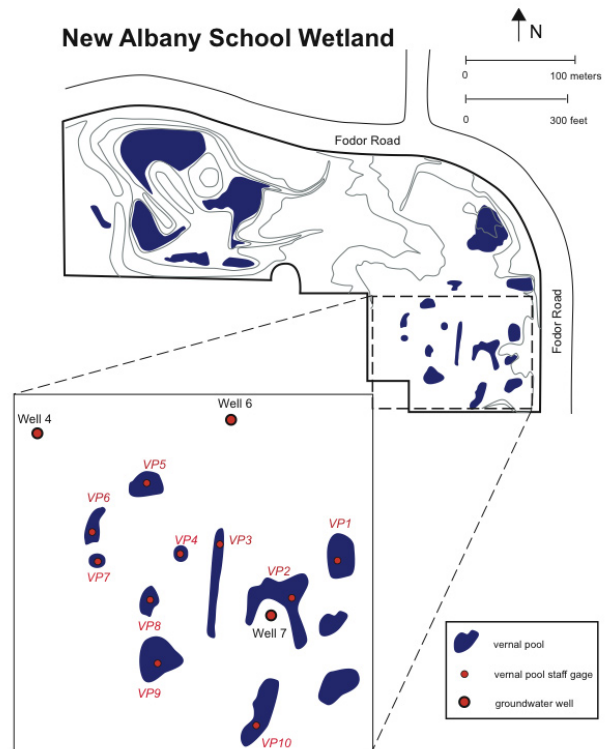 New Albany School Wetland
N
0
100 meters
0
300 feet
Fodor Road
Fodor Road
Well 4
Well 6
VP5
VP6
VP4
VP3
VP1
VP7
VP2
VP8
Well 7
VP9
VP10
vernal pool
vernal pool staff gage
groundwater well